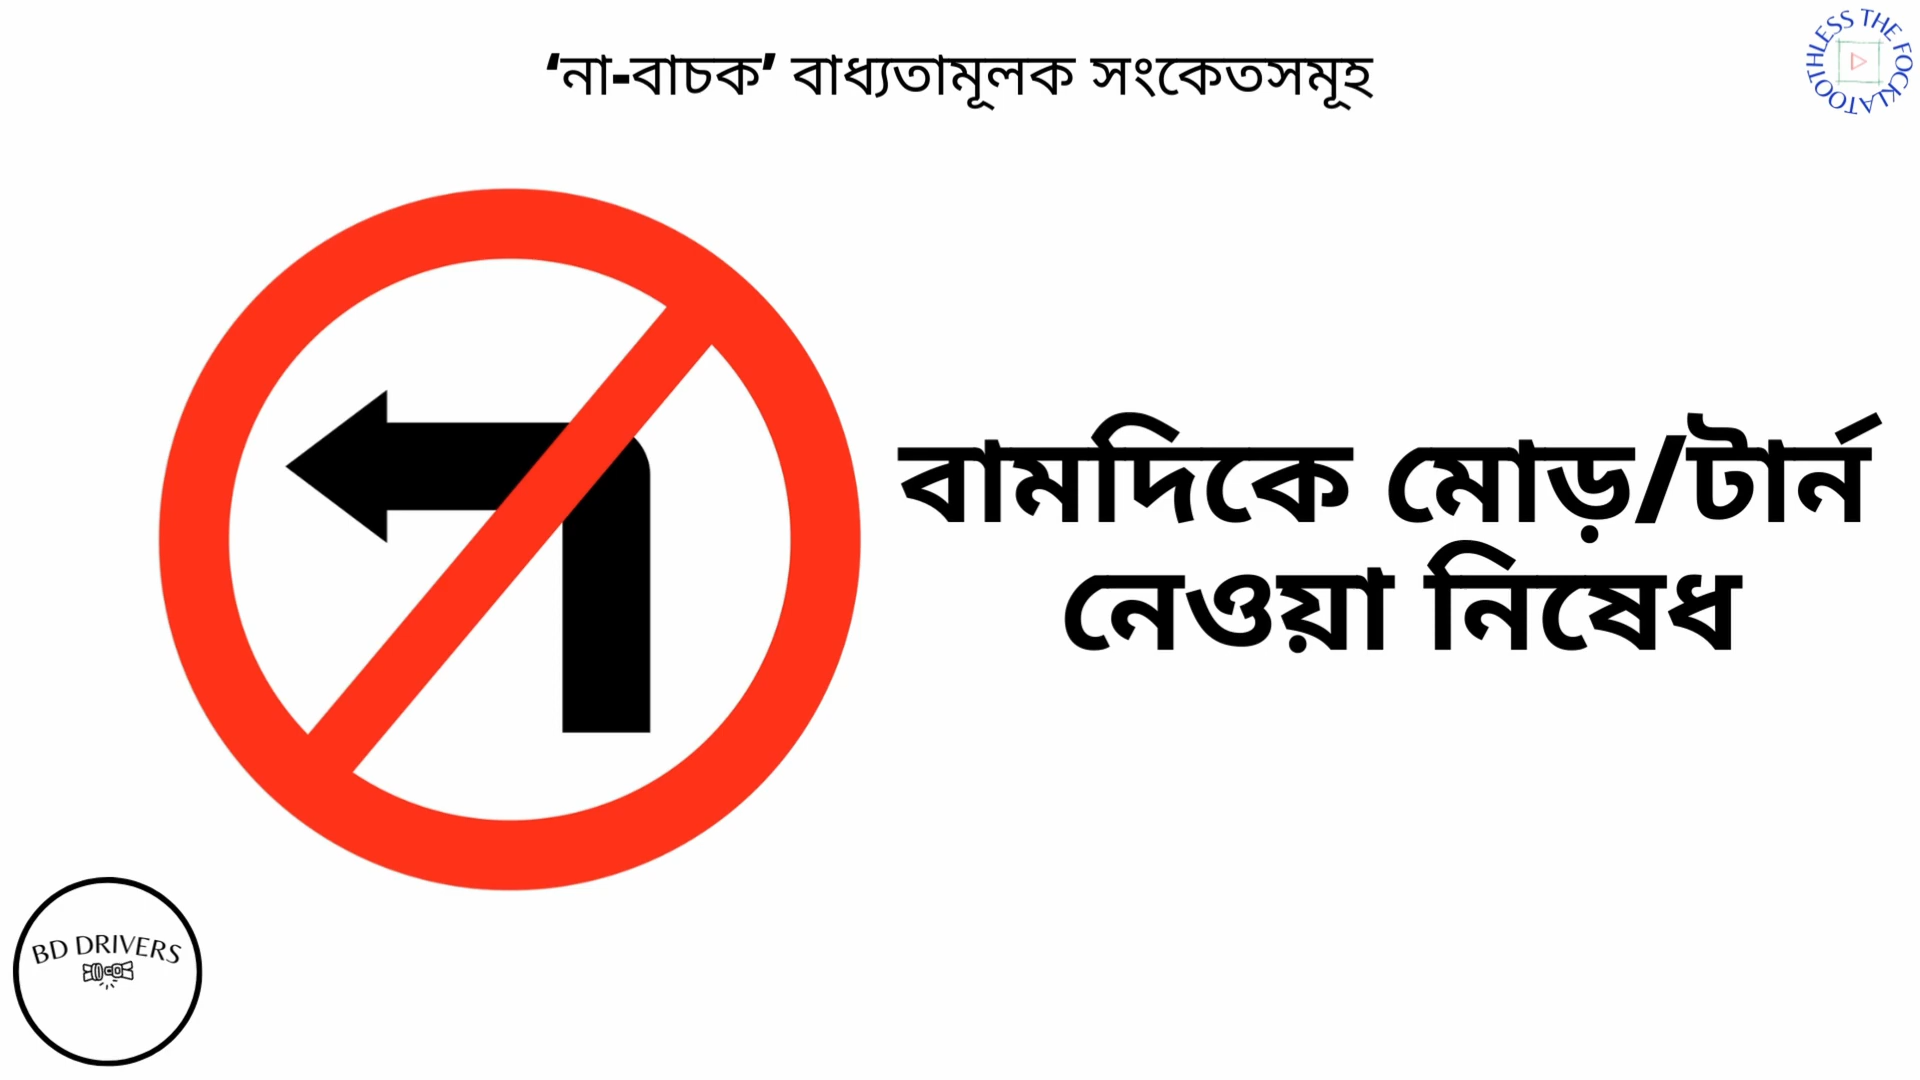 ‘না-বাচক’ বাধ্যতামূলক সংকেতসমূহ
TOOTHLESS THE FOCKLA
বামদিকে মোড়/টার্ন
নেওয়া নিষেধ
BD DRIVERS